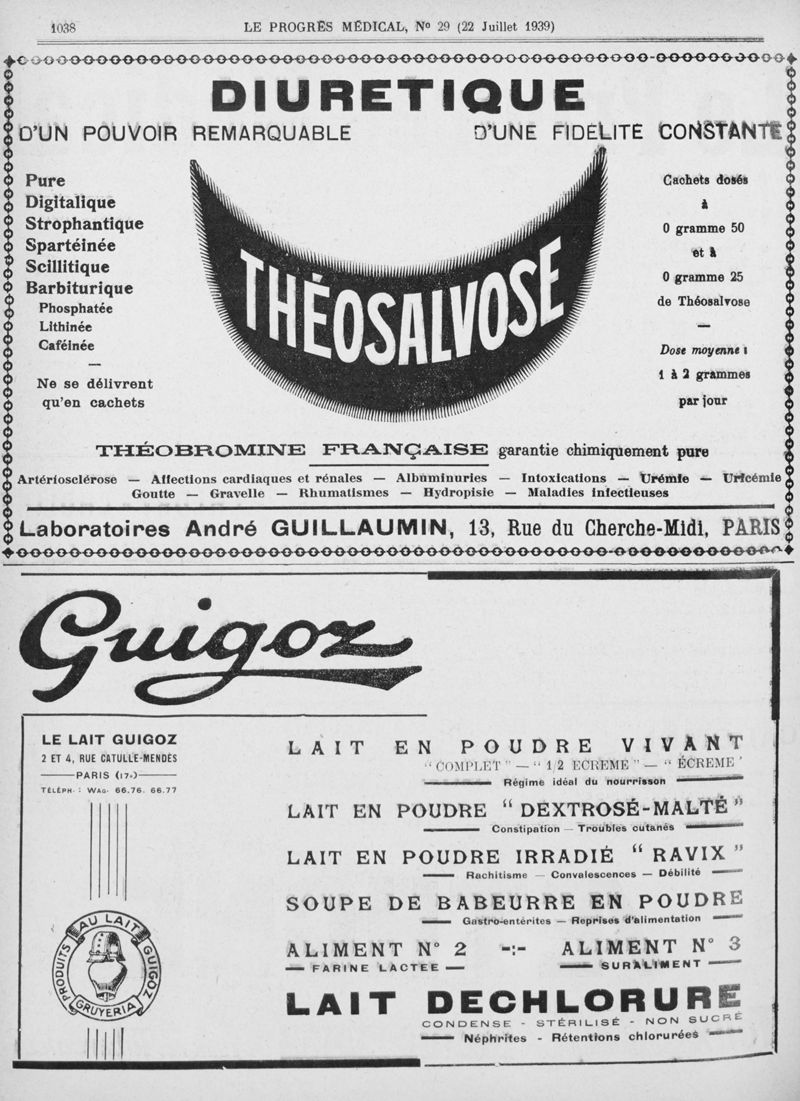 1038
LE PROGRÈS MÉDICAL, No 29 (22 Juillet 1939)
DIURETIQUE
D'UN POUVOIR REMARQUABLE
D'UNE FIDELITE CONSTANTE
Pure
Digitalique
Strophantique
Spartéinée
Scillitique
Barbiturique
Phosphatée
Lithinée
Caféinée
—
Ne se délivrent
qu'en cachets
THÉOSALVOSE
Cachets dosés
à
0 gramme 50
et à
0 gramme 25
de Théosalvose
—
Dose moyenne :
1 à 2 grammes
par jour
THÉOBROMINE FRANÇAISE garantie chimiquement pure
Artériosclérose — Affections cardiaques et rénales — Albuminuries — Intoxications — Urémie — Uricémie
Goutte — Gravelle — Rhumatismes — Hydropisie — Maladies infectieuses
Laboratoires André GUILLAUMIN, 13, Rue du Cherche-Midi, PARIS
Guigoz
LE LAIT GUIGOZ
2 ET 4, RUE CATULLE-MENDÈS
PARIS (17e)
TÉLÉPH. : WAG. 66.76. 66.77
PRODUITS AU LAIT GUIGOZ
GRUYERIA
LAIT EN POUDRE VIVANT
“ COMPLET ” — “ 1/2 ECREME ” — “ ÉCREME ’
Régime idéal du nourrisson
LAIT EN POUDRE “ DEXTROSÉ-MALTÉ ”
Constipation — Troubles cutanés
LAIT EN POUDRE IRRADIÉ “ RAVIX ”
Rachitisme — Convalescences — Débilité
SOUPE DE BABEURRE EN POUDRE
Gastro-entérites — Reprises d'alimentation
ALIMENT N° 2 -:- ALIMENT N° 3
FARINE LACTEE — SURALIMENT
LAIT DECHLORURE
CONDENSE - STÉRILISÉ - NON SUCRÉ
Néphrites - Rétentions chlorurées